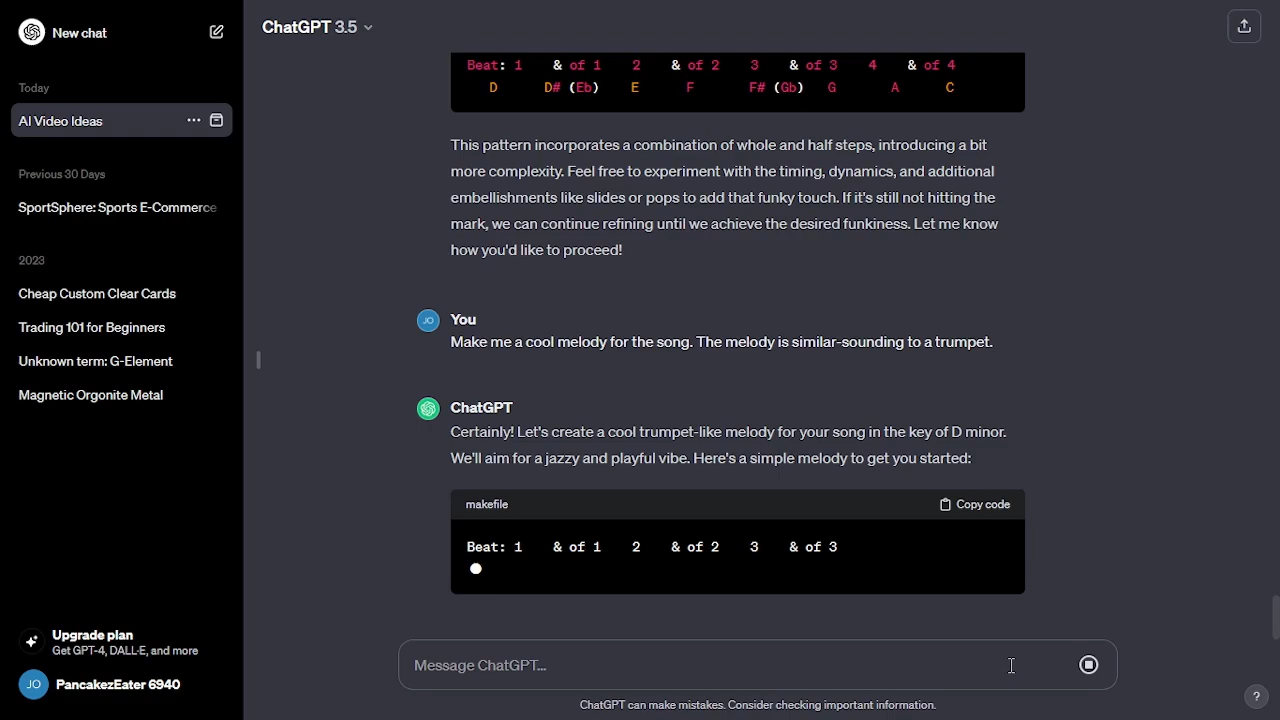 New chat
Today
AI Video Ideas
Previous 30 Days
SportSphere: Sports E-Commerce
2023
Cheap Custom Clear Cards
Trading 101 for Beginners
Unknown term: G-Element
Magnetic Orgonite Metal
Upgrade plan
Get GPT-4, DALL·E, and more
JO PancakezEater 6940
ChatGPT 3.5
Beat: 1 & of 1 2 & of 2 3 & of 3 4 & of 4
D D# (Eb) E F F# (Gb) G A C
This pattern incorporates a combination of whole and half steps, introducing a bit
more complexity. Feel free to experiment with the timing, dynamics, and additional
embellishments like slides or pops to add that funky touch. If it's still not hitting the
mark, we can continue refining until we achieve the desired funkiness. Let me know
how you'd like to proceed!
JO You
Make me a cool melody for the song. The melody is similar-sounding to a trumpet.
ChatGPT
Certainly! Let's create a cool trumpet-like melody for your song in the key of D minor.
We'll aim for a jazzy and playful vibe. Here's a simple melody to get you started:
makefile Copy code
Beat: 1 & of 1 2 & of 2 3 & of 3
Message ChatGPT...
ChatGPT can make mistakes. Consider checking important information.
?